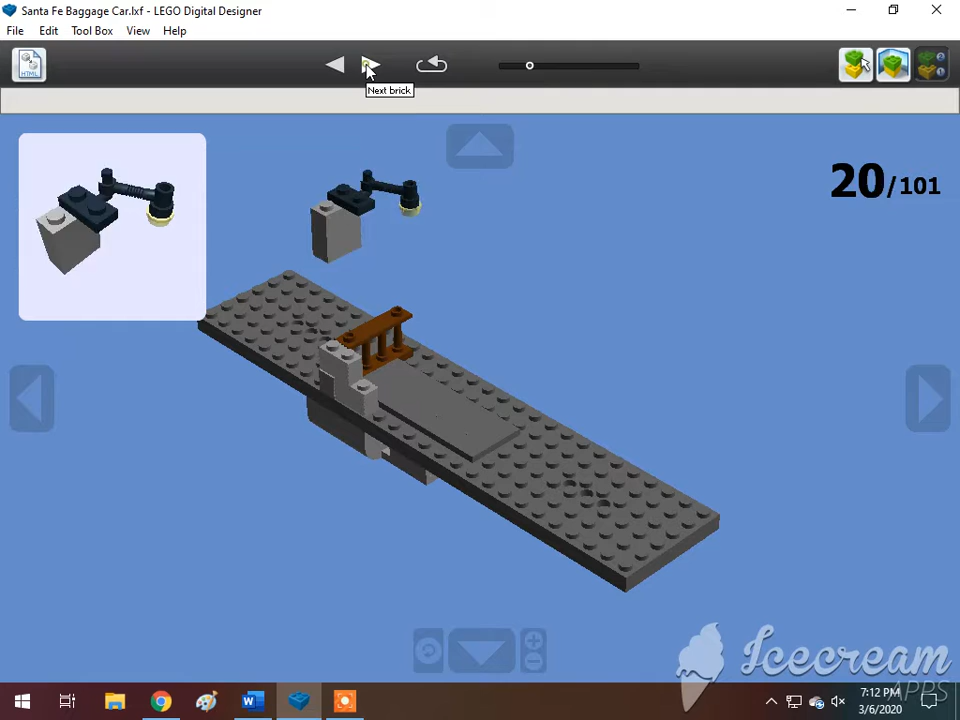 Santa Fe Baggage Car.lxf - LEGO Digital Designer
File Edit Tool Box View Help
HTML
Next brick
20/101
Icecream
APPS
7:12 PM
3/6/2020